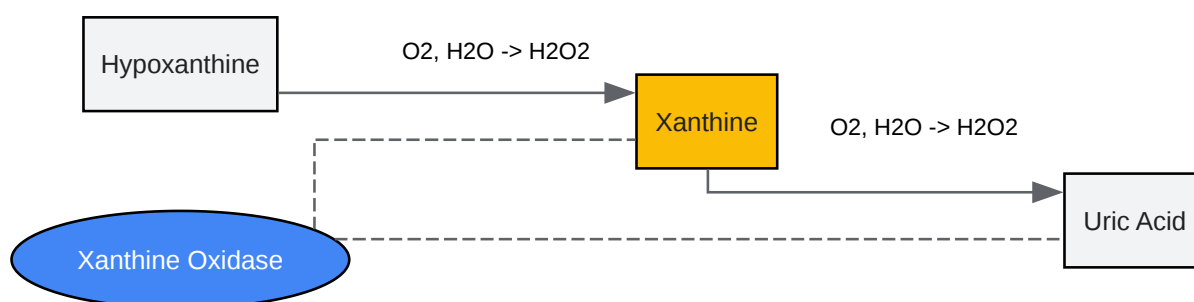 O2, H2O -> H2O2
Hypoxanthine
Xanthine
O2, H2O -> H2O2
Uric Acid
Xanthine Oxidase